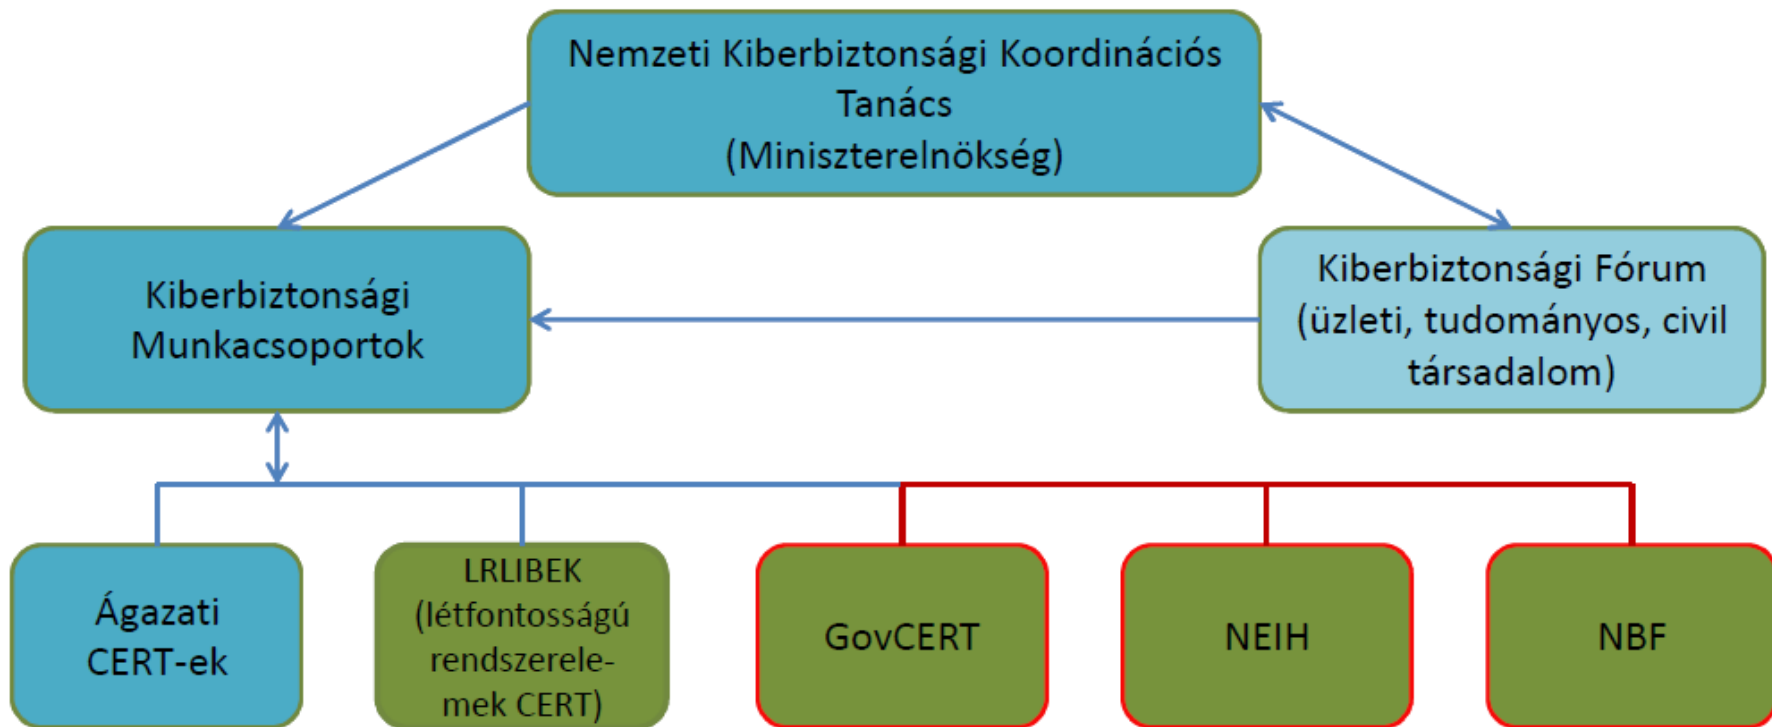 Nemzeti Kiberbiztonsági Koordinációs
Tanács
(Miniszterelnökség)
Kiberbiztonsági
Munkacsoportok
Kiberbiztonsági Fórum
(üzleti, tudományos, civil
társadalom)
Ágazati
CERT-ek
LRLIBEK
(létfontosságú
rendszerele-
mek CERT)
GovCERT
NEIH
NBF